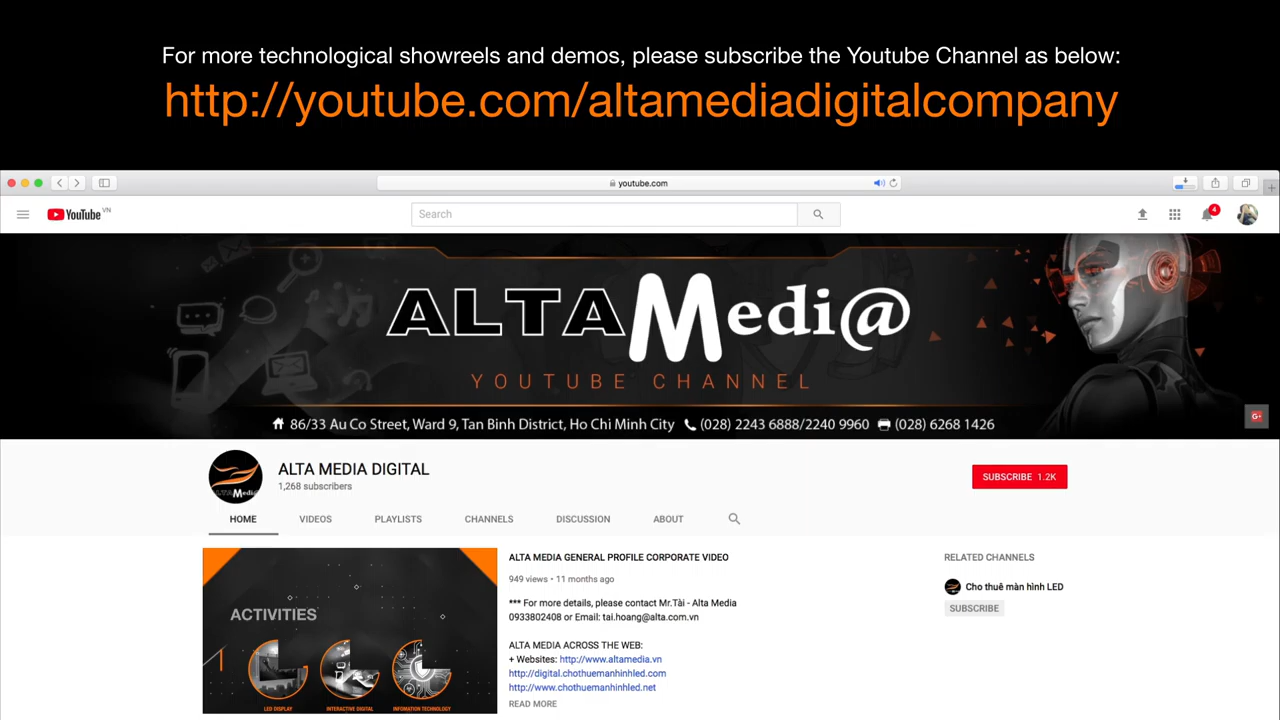 For more technological showreels and demos, please subscribe the Youtube Channel as below:
http://youtube.com/altamediadigitalcompany
youtube.com
YouTube VN
Search
4
ALTAMedi@
YOUTUBE CHANNEL
86/33 Au Co Street, Ward 9, Tan Binh District, Ho Chi Minh City (028) 2243 6888/2240 9960 (028) 6268 1426
G+
ALTAMedi@
ALTA MEDIA DIGITAL
1,268 subscribers
SUBSCRIBE 1.2K
HOME VIDEOS PLAYLISTS CHANNELS DISCUSSION ABOUT
ACTIVITIES
LED DISPLAY INTERACTIVE DIGITAL INFOMATION TECHNOLOGY
ALTA MEDIA GENERAL PROFILE CORPORATE VIDEO
949 views • 11 months ago
*** For more details, please contact Mr.Tài - Alta Media
0933802408 or Email: tai.hoang@alta.com.vn
ALTA MEDIA ACROSS THE WEB:
+ Websites: http://www.altamedia.vn
http://digital.chothuemanhinhled.com
http://www.chothuemanhinhled.net
READ MORE
RELATED CHANNELS
Cho thuê màn hình LED
SUBSCRIBE